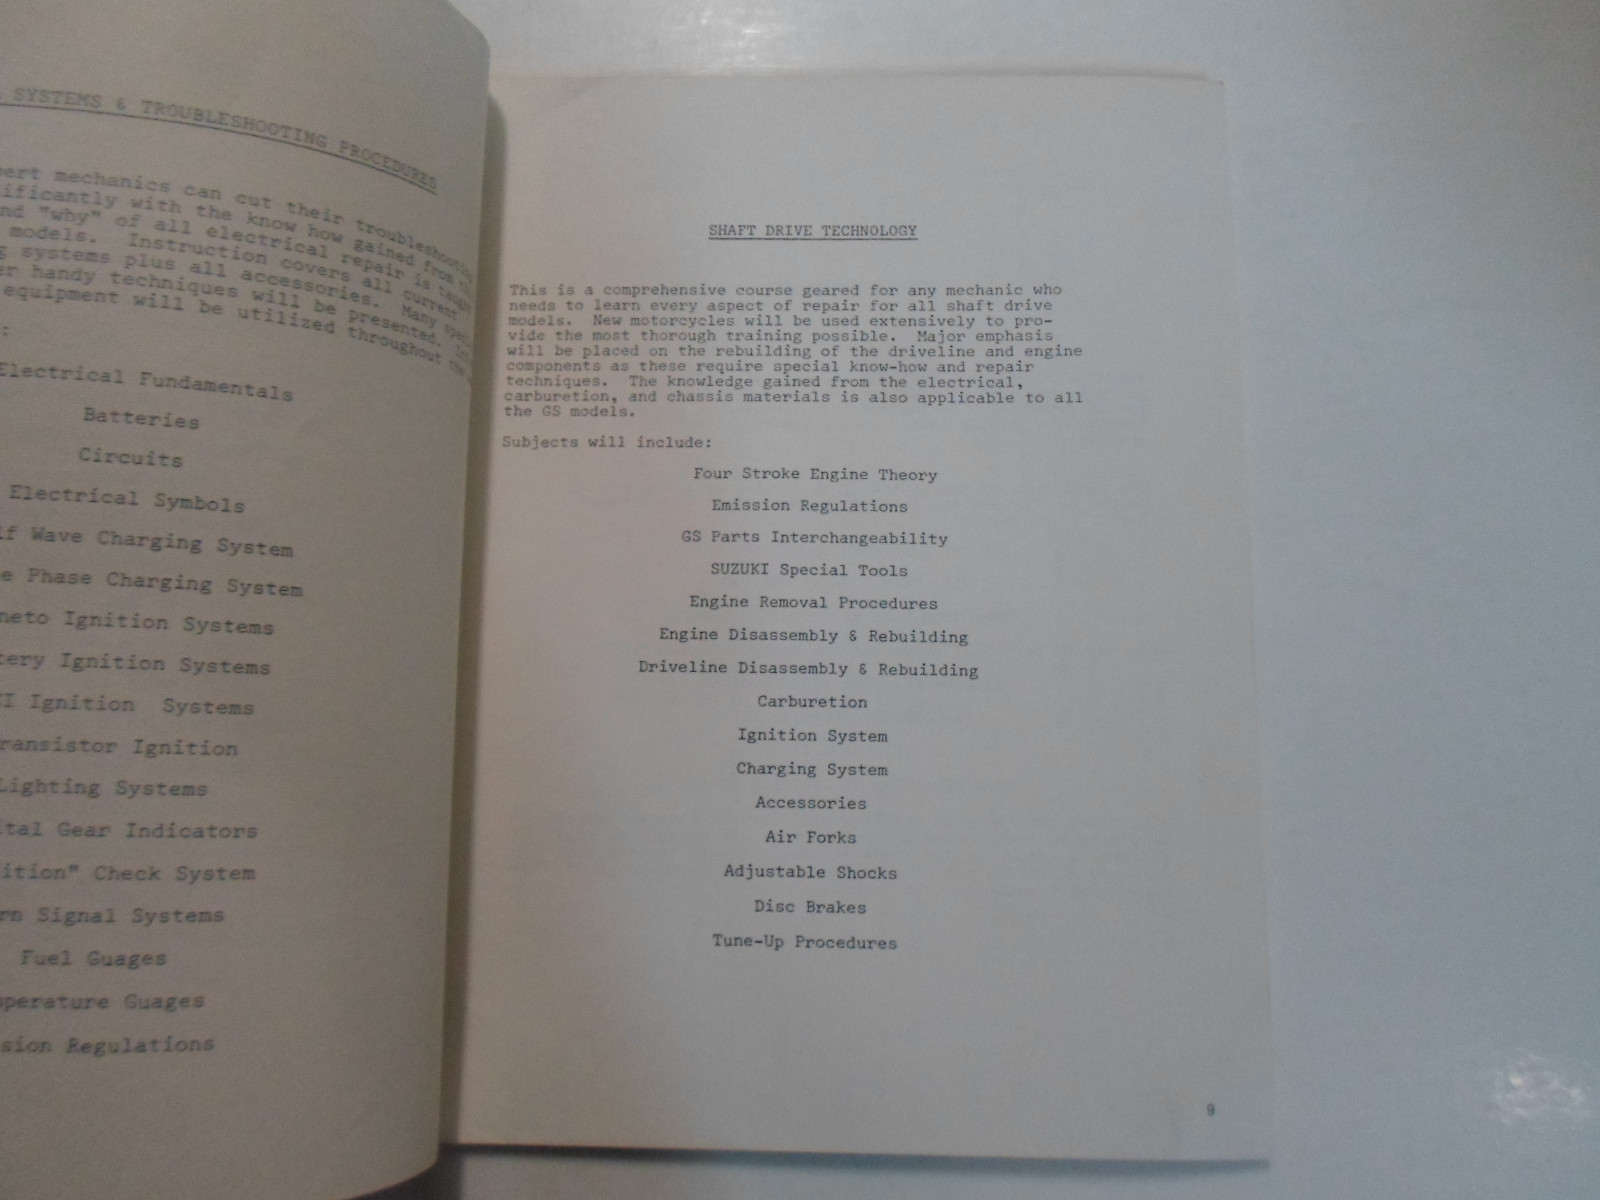 SYSTEMS & TROUBLESHOOTING PROCEDURES
mechanics can cut their troubleshooting
with the know how gained from
"why" of all electrical repair is taught
models. Instruction covers all current
systems plus all accessories. Many
handy techniques will be presented.
equipment will be utilized throughout the
Electrical Fundamentals
Batteries
Circuits
Electrical Symbols
Wave Charging System
Phase Charging System
Ignition Systems
Ignition Systems
Ignition Systems
Ignition
Lighting Systems
Gear Indicators
Check System
Signal Systems
Fuel Guages
Guages
Regulations
SHAFT DRIVE TECHNOLOGY
This is a comprehensive course geared for any mechanic who
needs to learn every aspect of repair for all shaft drive
models. New motorcycles will be used extensively to pro-
vide the most thorough training possible. Major emphasis
will be placed on the rebuilding of the driveline and engine
components as these require special know-how and repair
techniques. The knowledge gained from the electrical,
carburetion, and chassis materials is also applicable to all
the GS models.
Subjects will include:
Four Stroke Engine Theory
Emission Regulations
GS Parts Interchangeability
SUZUKI Special Tools
Engine Removal Procedures
Engine Disassembly & Rebuilding
Driveline Disassembly & Rebuilding
Carburetion
Ignition System
Charging System
Accessories
Air Forks
Adjustable Shocks
Disc Brakes
Tune-Up Procedures
9